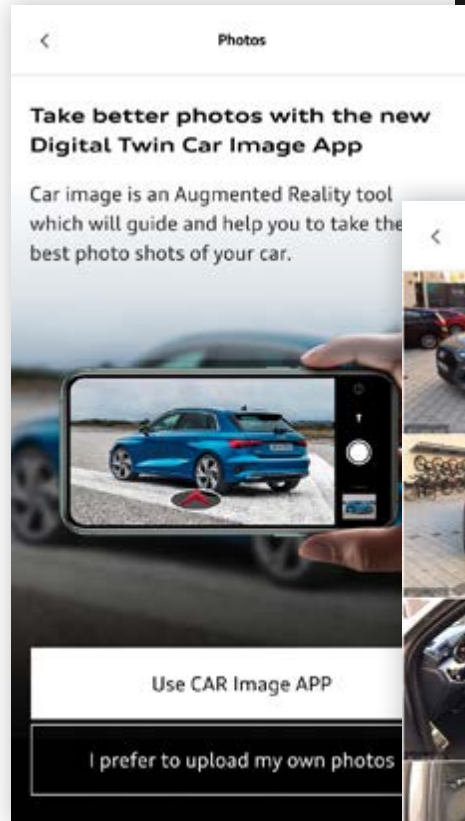 Photos
Take better photos with the new
Digital Twin Car Image App
Car image is an Augmented Reality tool
which will guide and help you to take the
best photo shots of your car.
Use CAR Image APP
I prefer to upload my own photos